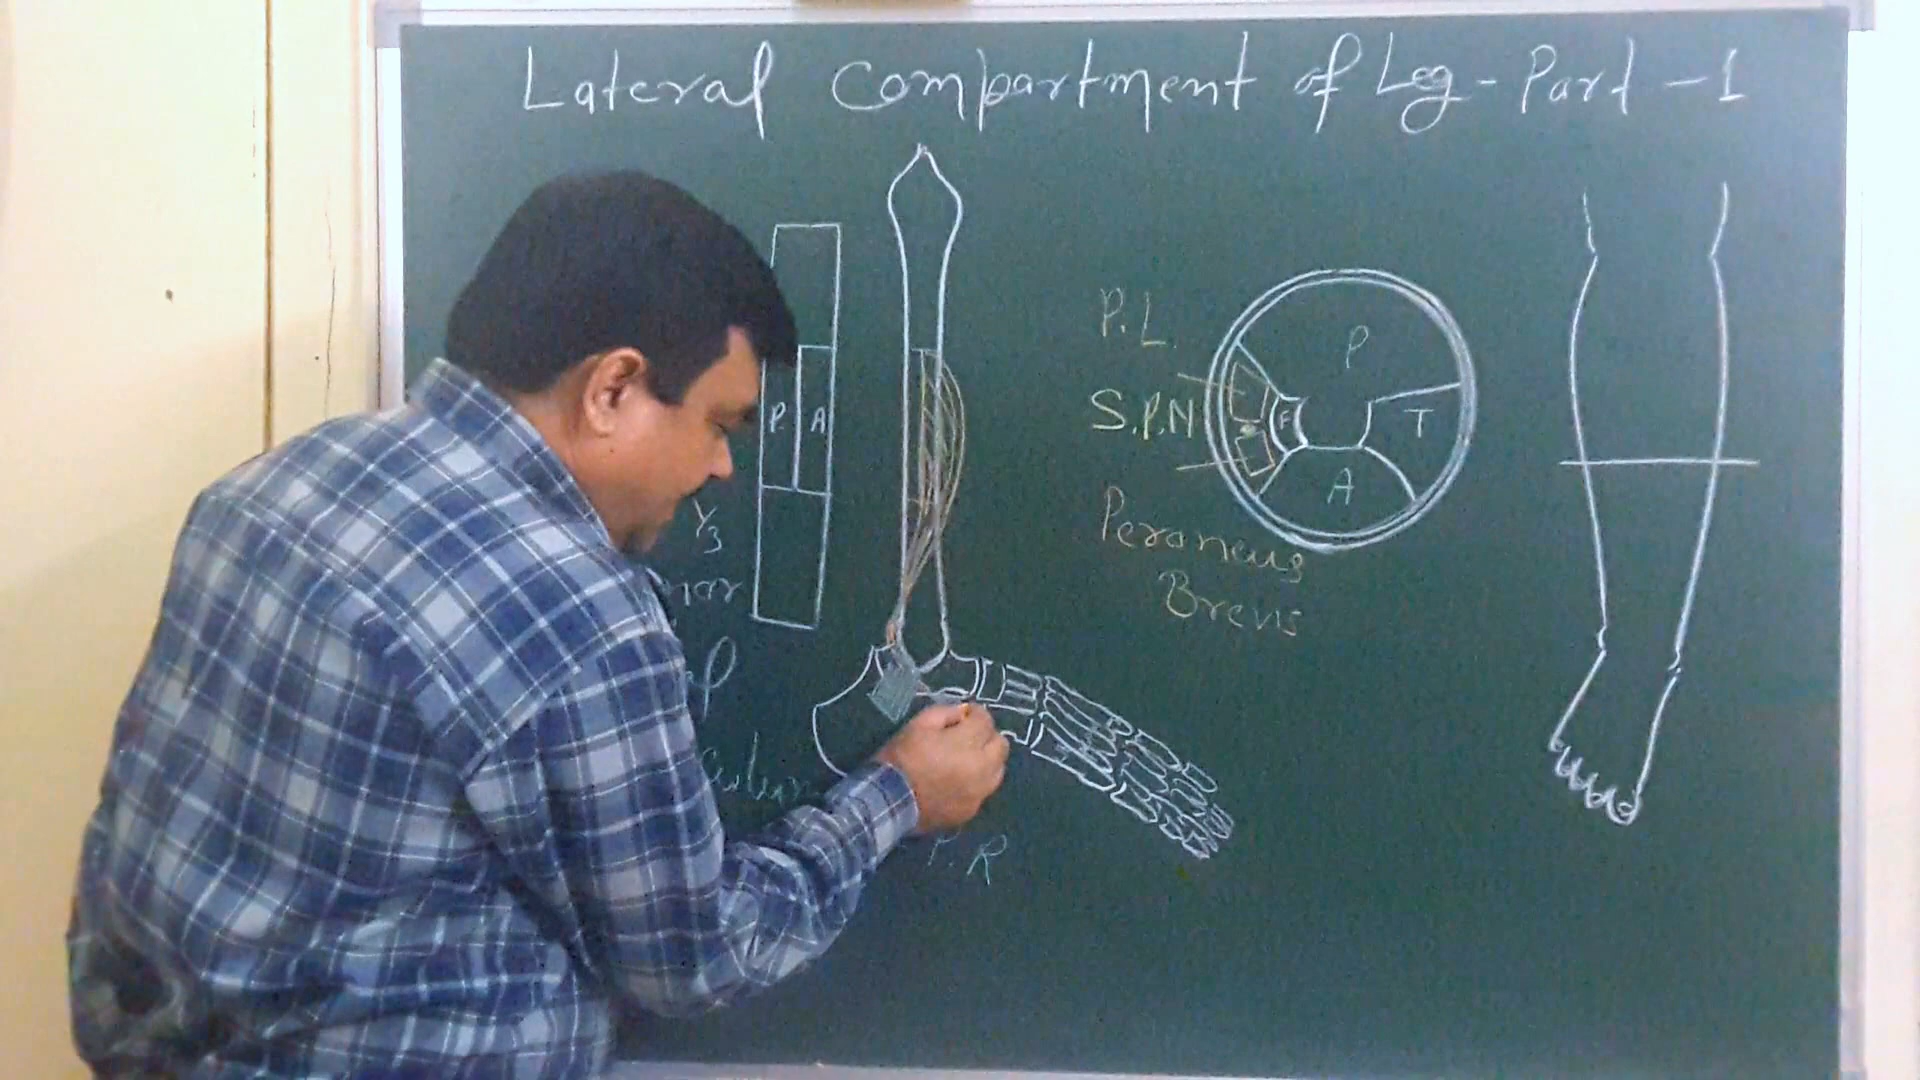 Lateral Compartment of Leg - Part - 1
P.L.
P
S.P.N
F
T
P.
A
A
Peroneus
Brevis
1/3
P.R